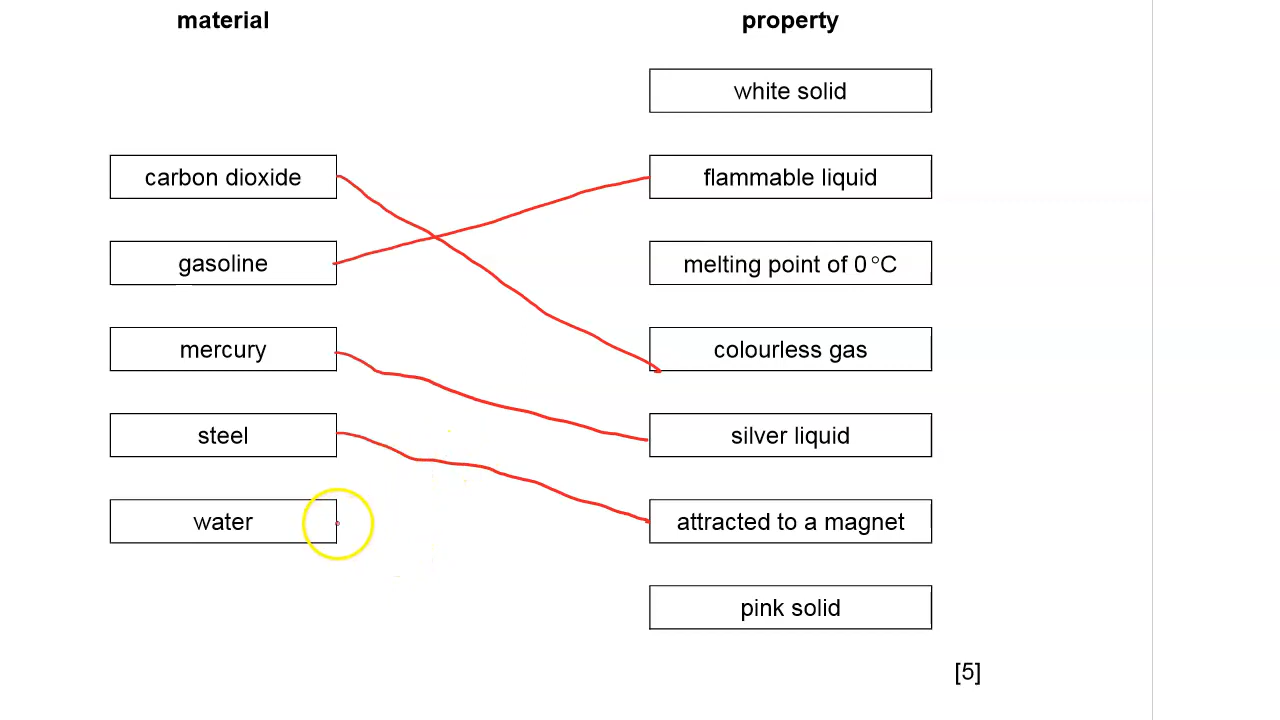 material property
white solid
carbon dioxide flammable liquid
gasoline melting point of 0 °C
mercury colourless gas
steel silver liquid
water attracted to a magnet
pink solid
[5]